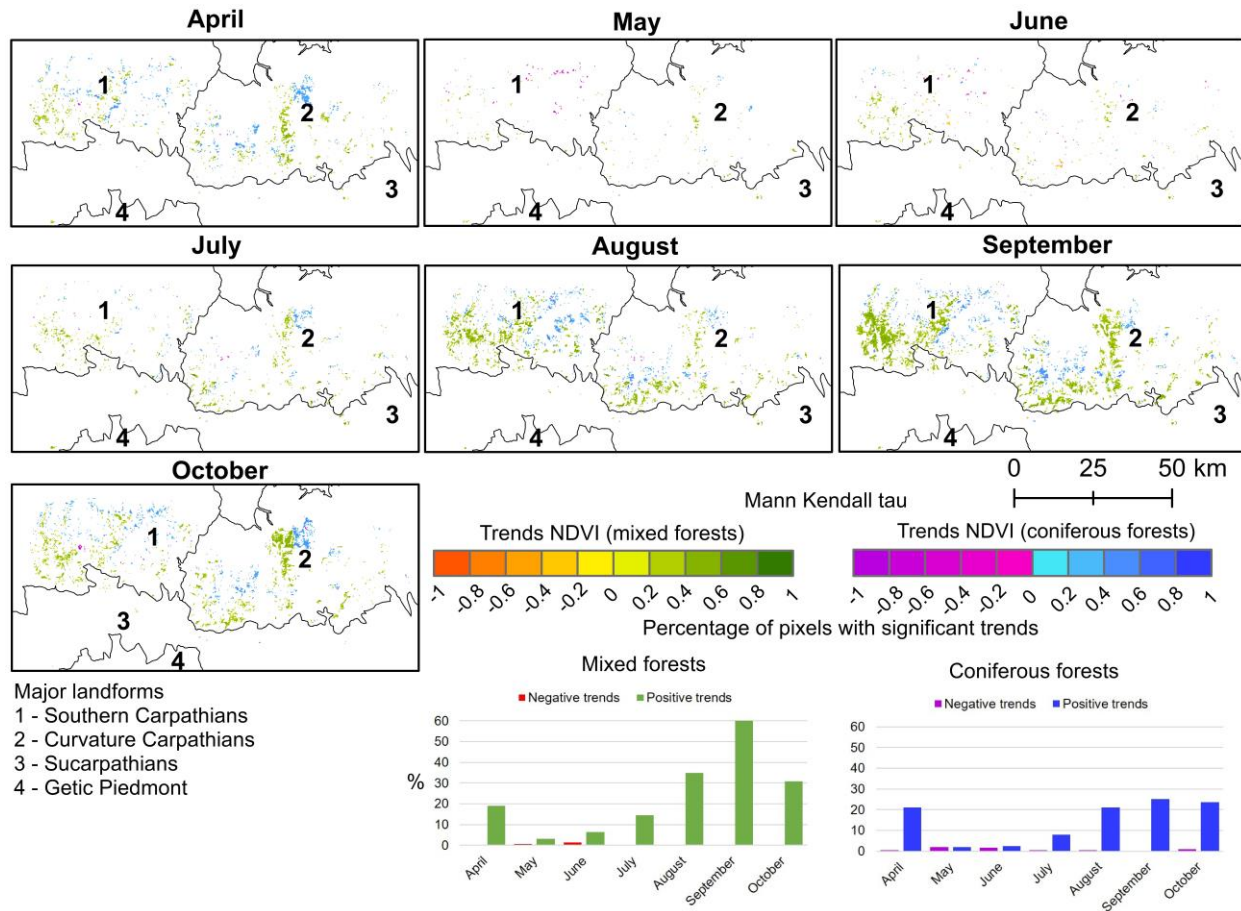 April
May
June
1
2
3
4
1
2
3
4
1
2
3
4
July
August
September
1
2
3
4
1
2
3
4
1
2
3
4
October
1
2
3
4
0 25 50 km
Mann Kendall tau
Trends NDVI (mixed forests)
-1 -0.8 -0.6 -0.4 -0.2 0 0.2 0.4 0.6 0.8 1
Trends NDVI (coniferous forests)
-1 -0.8 -0.6 -0.4 -0.2 0 0.2 0.4 0.6 0.8 1
Major landforms
1 - Southern Carpathians
2 - Curvature Carpathians
3 - Sucarpathians
4 - Getic Piedmont
Percentage of pixels with significant trends
Mixed forests
Negative trends Positive trends
%
60
50
40
30
20
10
0
April May June July August September October
Coniferous forests
Negative trends Positive trends
60
50
40
30
20
10
0
April May June July August September October